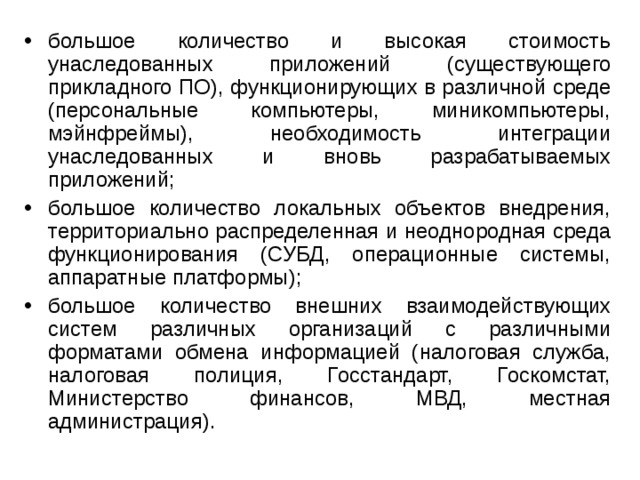 • большое количество и высокая стоимость
унаследованных приложений (существующего
прикладного ПО), функционирующих в различной среде
(персональные компьютеры, миникомпьютеры,
мэйнфреймы), необходимость интеграции
унаследованных и вновь разрабатываемых
приложений;
• большое количество локальных объектов внедрения,
территориально распределенная и неоднородная среда
функционирования (СУБД, операционные системы,
аппаратные платформы);
• большое количество внешних взаимодействующих
систем различных организаций с различными
форматами обмена информацией (налоговая служба,
налоговая полиция, Госстандарт, Госкомстат,
Министерство финансов, МВД, местная
администрация).